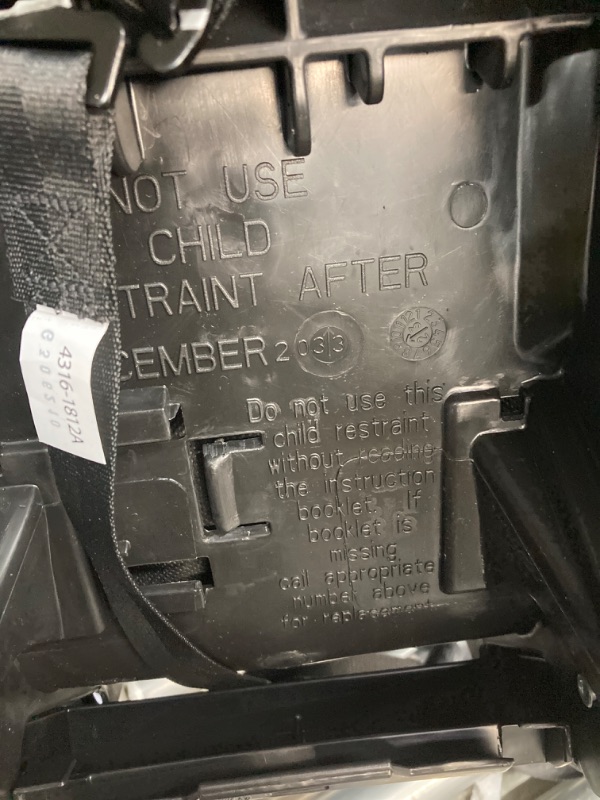 NOT USE
CHILD
TRAINT AFTER
CEMBER 2033
Do not use this
child restraint
without reading
the instruction
booklet. If
booklet is
missing
call appropriate
number above
for replacement
4316-1812A